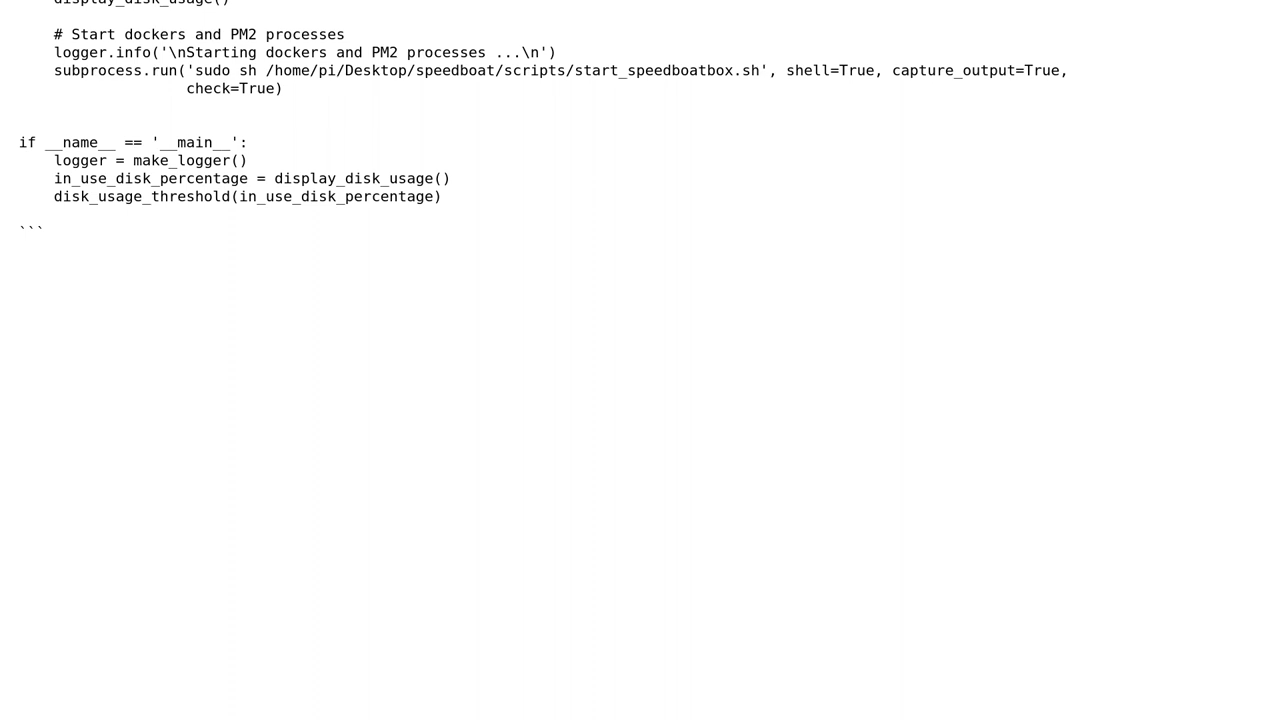 display_disk_usage()
# Start dockers and PM2 processes
logger.info('\nStarting dockers and PM2 processes ...\n')
subprocess.run('sudo sh /home/pi/Desktop/speedboat/scripts/start_speedboatbox.sh', shell=True, capture_output=True,
check=True)
if __name__ == '__main__':
logger = make_logger()
in_use_disk_percentage = display_disk_usage()
disk_usage_threshold(in_use_disk_percentage)
```